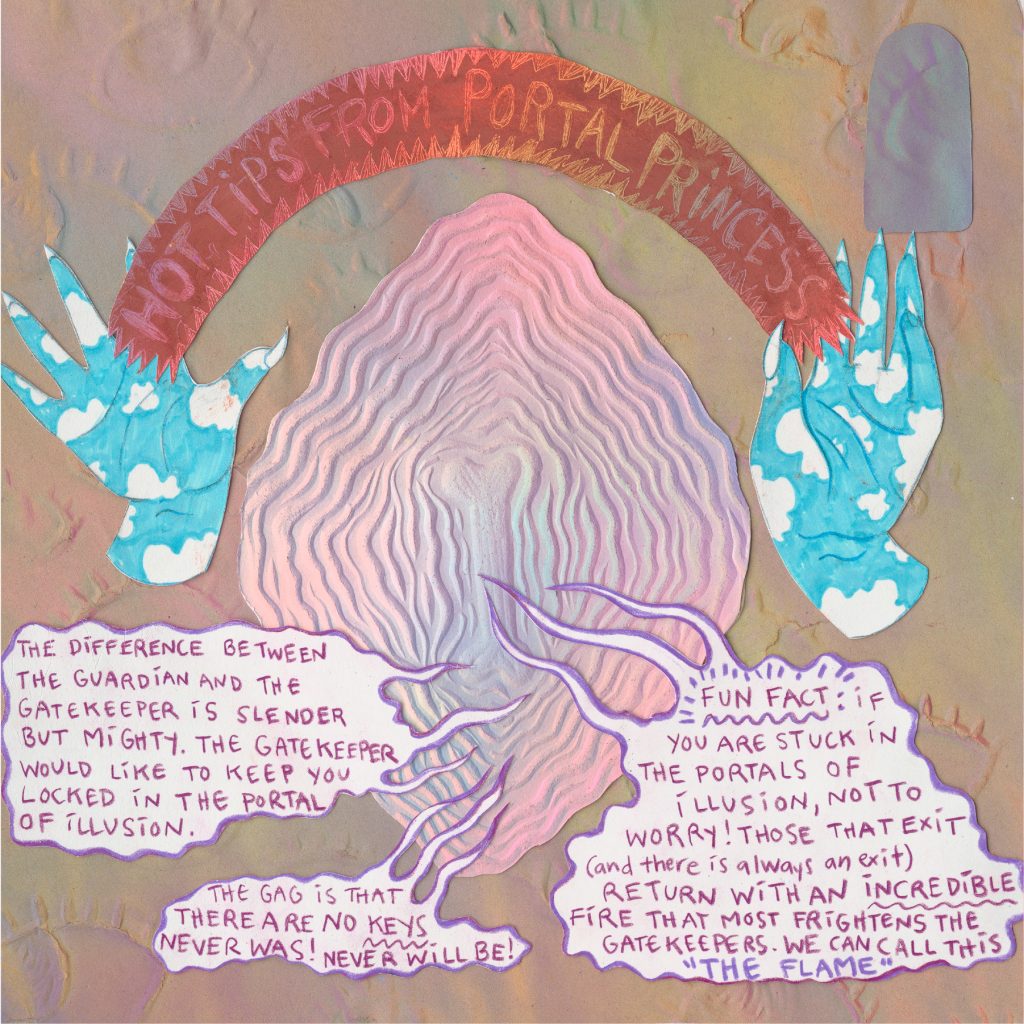 HOT TIPS FROM PORTAL PRINCESS
THE DIFFERENCE BETWEEN
THE GUARDIAN AND THE
GATEKEEPER IS SLENDER
BUT MIGHTY. THE GATEKEEPER
WOULD LIKE TO KEEP YOU
LOCKED IN THE PORTAL
OF ILLUSION.
THE GAG IS THAT
THERE ARE NO KEYS
NEVER WAS! NEVER WILL BE!
FUN FACT: IF
YOU ARE STUCK IN
THE PORTALS OF
ILLUSION, NOT TO
WORRY! THOSE THAT EXIT
(and there is always an exit)
RETURN WITH AN INCREDIBLE
FIRE THAT MOST FRIGHTENS THE
GATEKEEPERS. WE CAN CALL THIS
"THE FLAME"